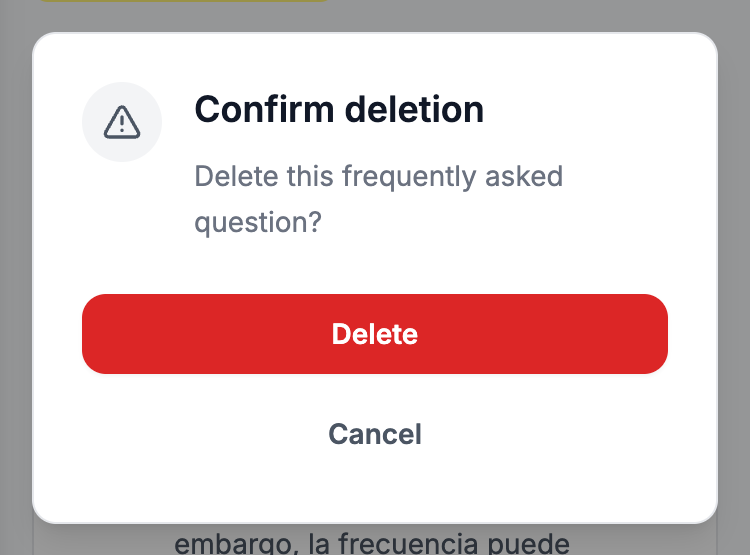 Confirm deletion
Delete this frequently asked
question?
Delete
Cancel
embargo, la frecuencia puede